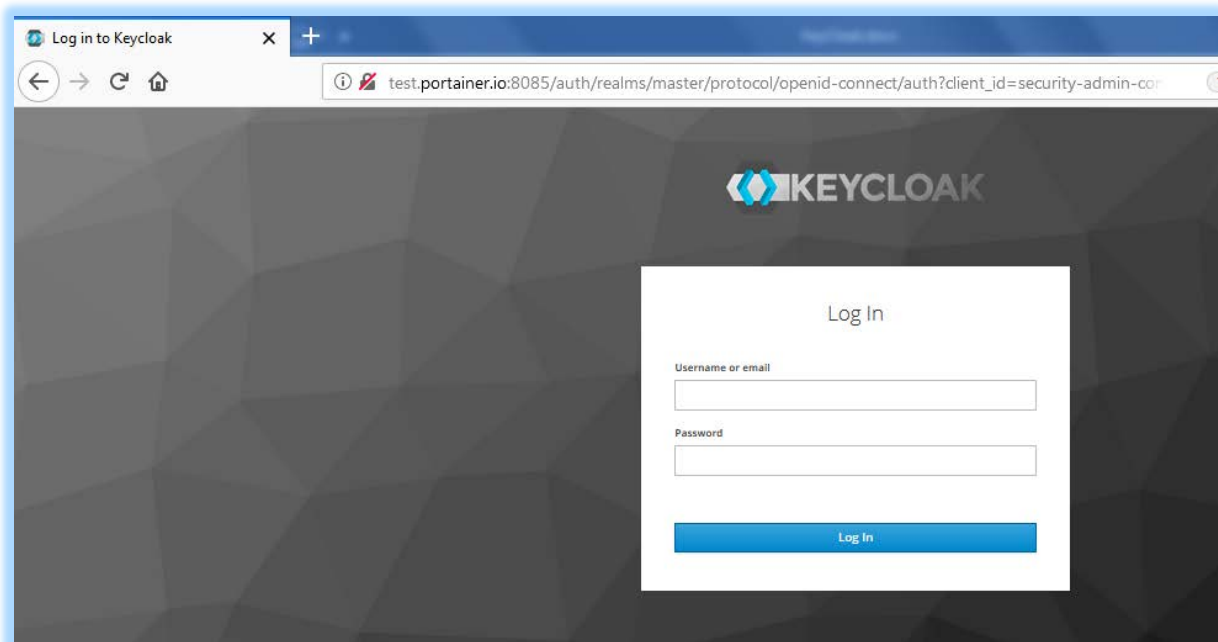 Log in to Keycloak
test.portainer.io:8085/auth/realms/master/protocol/openid-connect/auth?client_id=security-admin-con
KEYCLOAK
Log In
Username or email
Password
Log In